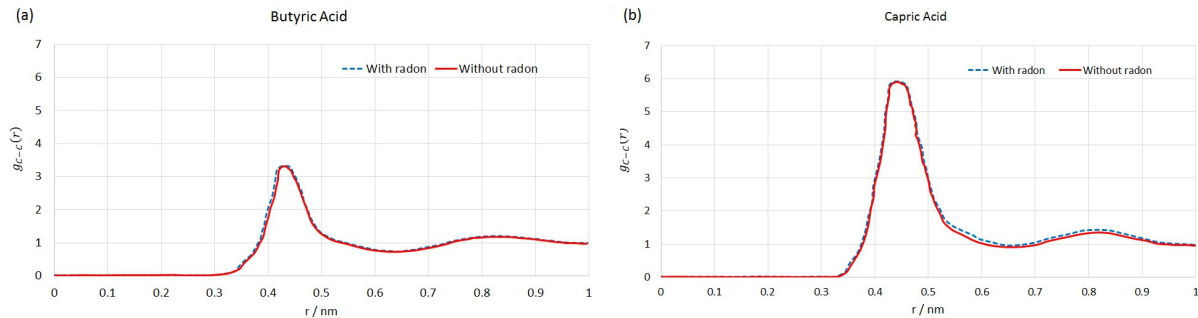 (a)
Butyric Acid
7
6
5
4
3
2
1
0
g_{C-C}(r)
With radon
Without radon
0 0.1 0.2 0.3 0.4 0.5 0.6 0.7 0.8 0.9 1
r / nm
(b)
Capric Acid
7
6
5
4
3
2
1
0
g_{C-C}(r)
With radon
Without radon
0 0.1 0.2 0.3 0.4 0.5 0.6 0.7 0.8 0.9 1
r / nm